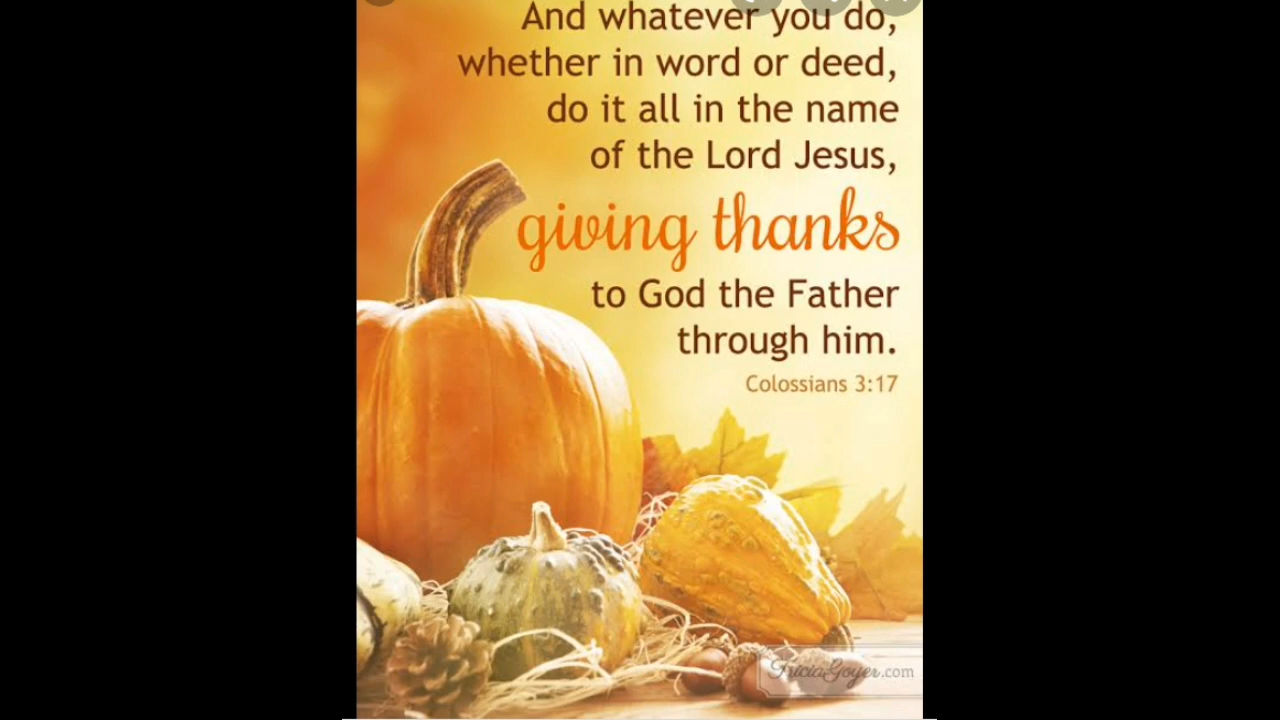 And whatever you do,
whether in word or deed,
do it all in the name
of the Lord Jesus,
giving thanks
to God the Father
through him.
Colossians 3:17
TriciaGoyer.com